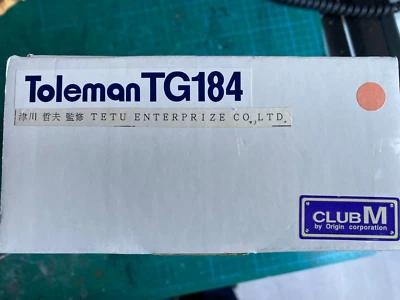 Toleman TG184
津川 哲夫 監修 TETU ENTERPRIZE CO,.LTD.
CLUB M
by Origin corporation